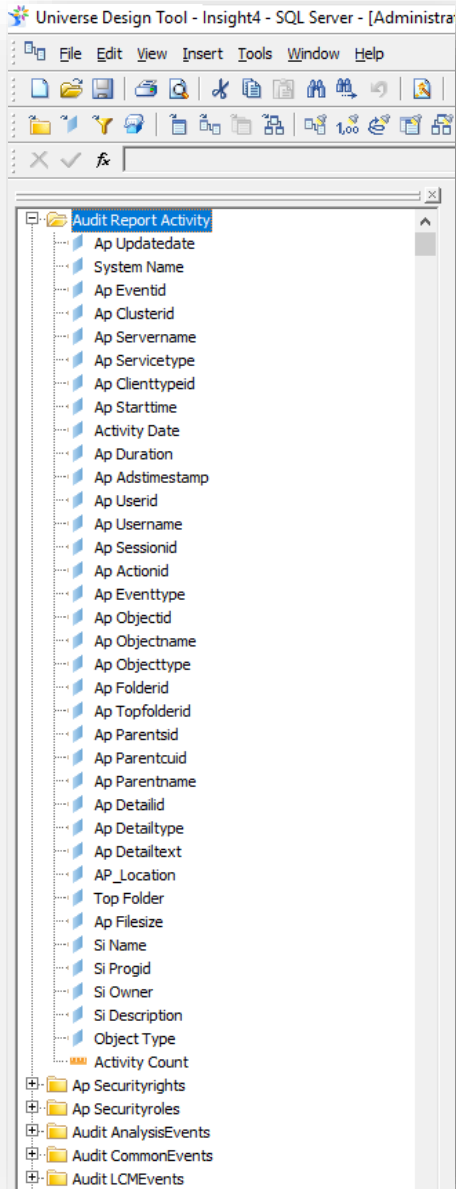 Universe Design Tool - Insight4 - SQL Server - [Administra
File Edit View Insert Tools Window Help
1,00
fx
Audit Report Activity
Ap Updatedate
System Name
Ap Eventid
Ap Clusterid
Ap Servername
Ap Servicetype
Ap Clienttypeid
Ap Starttime
Activity Date
Ap Duration
Ap Adstimestamp
Ap Userid
Ap Username
Ap Sessionid
Ap Actionid
Ap Eventtype
Ap Objectid
Ap Objectname
Ap Objecttype
Ap Folderid
Ap Topfolderid
Ap Parentsid
Ap Parentcuid
Ap Parentname
Ap Detailid
Ap Detailtype
Ap Detailtext
AP_Location
Top Folder
Ap Filesize
Si Name
Si Progid
Si Owner
Si Description
Object Type
Activity Count
Ap Securityrights
Ap Securityroles
Audit AnalysisEvents
Audit CommonEvents
Audit LCMEvents